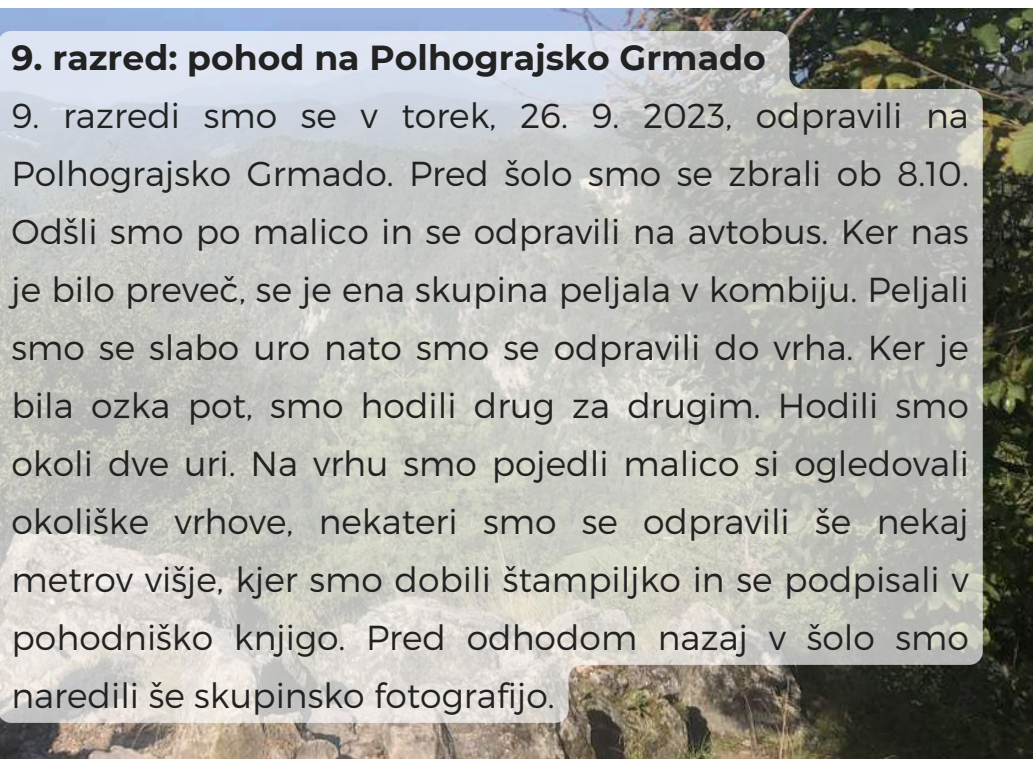 9. razred: pohod na Polhograjsko Grmado
9. razredi smo se v torek, 26. 9. 2023, odpravili na
Polhograjsko Grmado. Pred šolo smo se zbrali ob 8.10.
Odšli smo po malico in se odpravili na avtobus. Ker nas
je bilo preveč, se je ena skupina peljala v kombiju. Peljali
smo se slabo uro nato smo se odpravili do vrha. Ker je
bila ozka pot, smo hodili drug za drugim. Hodili smo
okoli dve uri. Na vrhu smo pojedli malico si ogledovali
okoliške vrhove, nekateri smo se odpravili še nekaj
metrov višje, kjer smo dobili štampiljko in se podpisali v
pohodniško knjigo. Pred odhodom nazaj v šolo smo
naredili še skupinsko fotografijo.